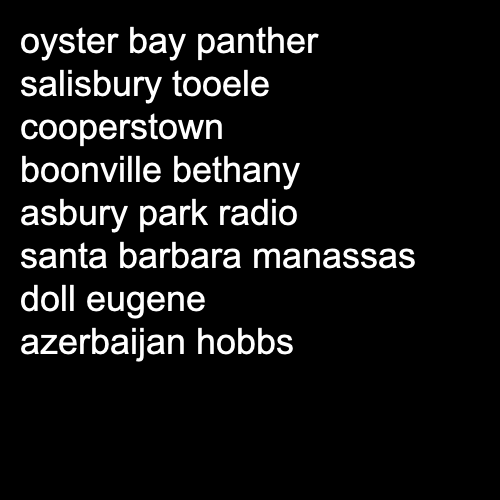 oyster bay panther
salisbury tooele
cooperstown
boonville bethany
asbury park radio
santa barbara manassas
doll eugene
azerbaijan hobbs